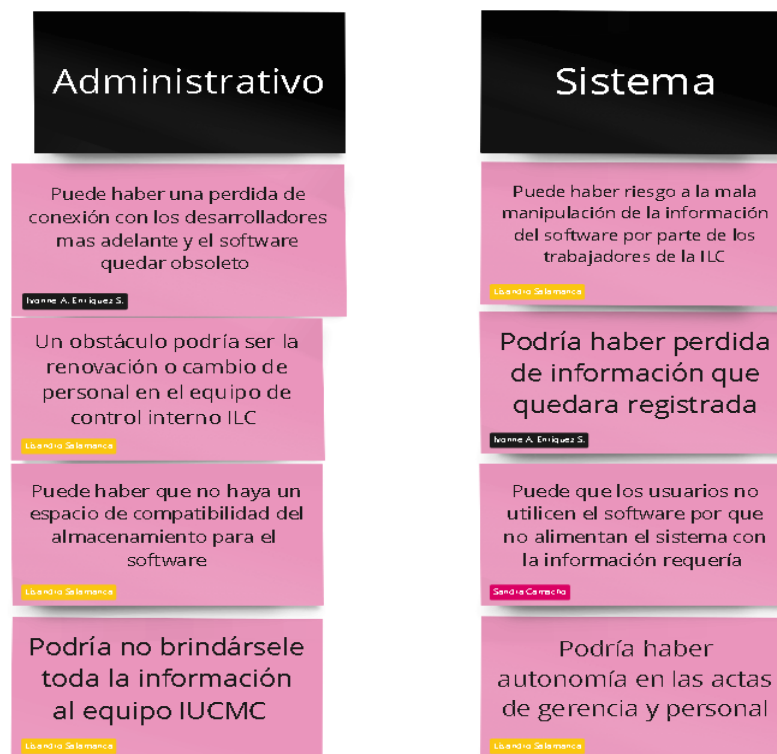 Administrativo
Puede haber una perdida de
conexión con los desarrolladores
mas adelante y el software
quedar obsoleto
Ivonne A. Enriquez S.
Un obstáculo podría ser la
renovación o cambio de
personal en el equipo de
control interno ILC
Lisandro Salamanca
Puede haber que no haya un
espacio de compatibilidad del
almacenamiento para el
software
Lisandro Salamanca
Podría no brindársele
toda la información
al equipo IUCMC
Lisandro Salamanca
Sistema
Puede haber riesgo a la mala
manipulación de la información
del software por parte de los
trabajadores de la ILC
Lisandro Salamanca
Podría haber perdida
de información que
quedara registrada
Ivonne A. Enriquez S.
Puede que los usuarios no
utilicen el software por que
no alimentan el sistema con
la información requería
Sandra Camacho
Podría haber
autonomía en las actas
de gerencia y personal
Lisandro Salamanca